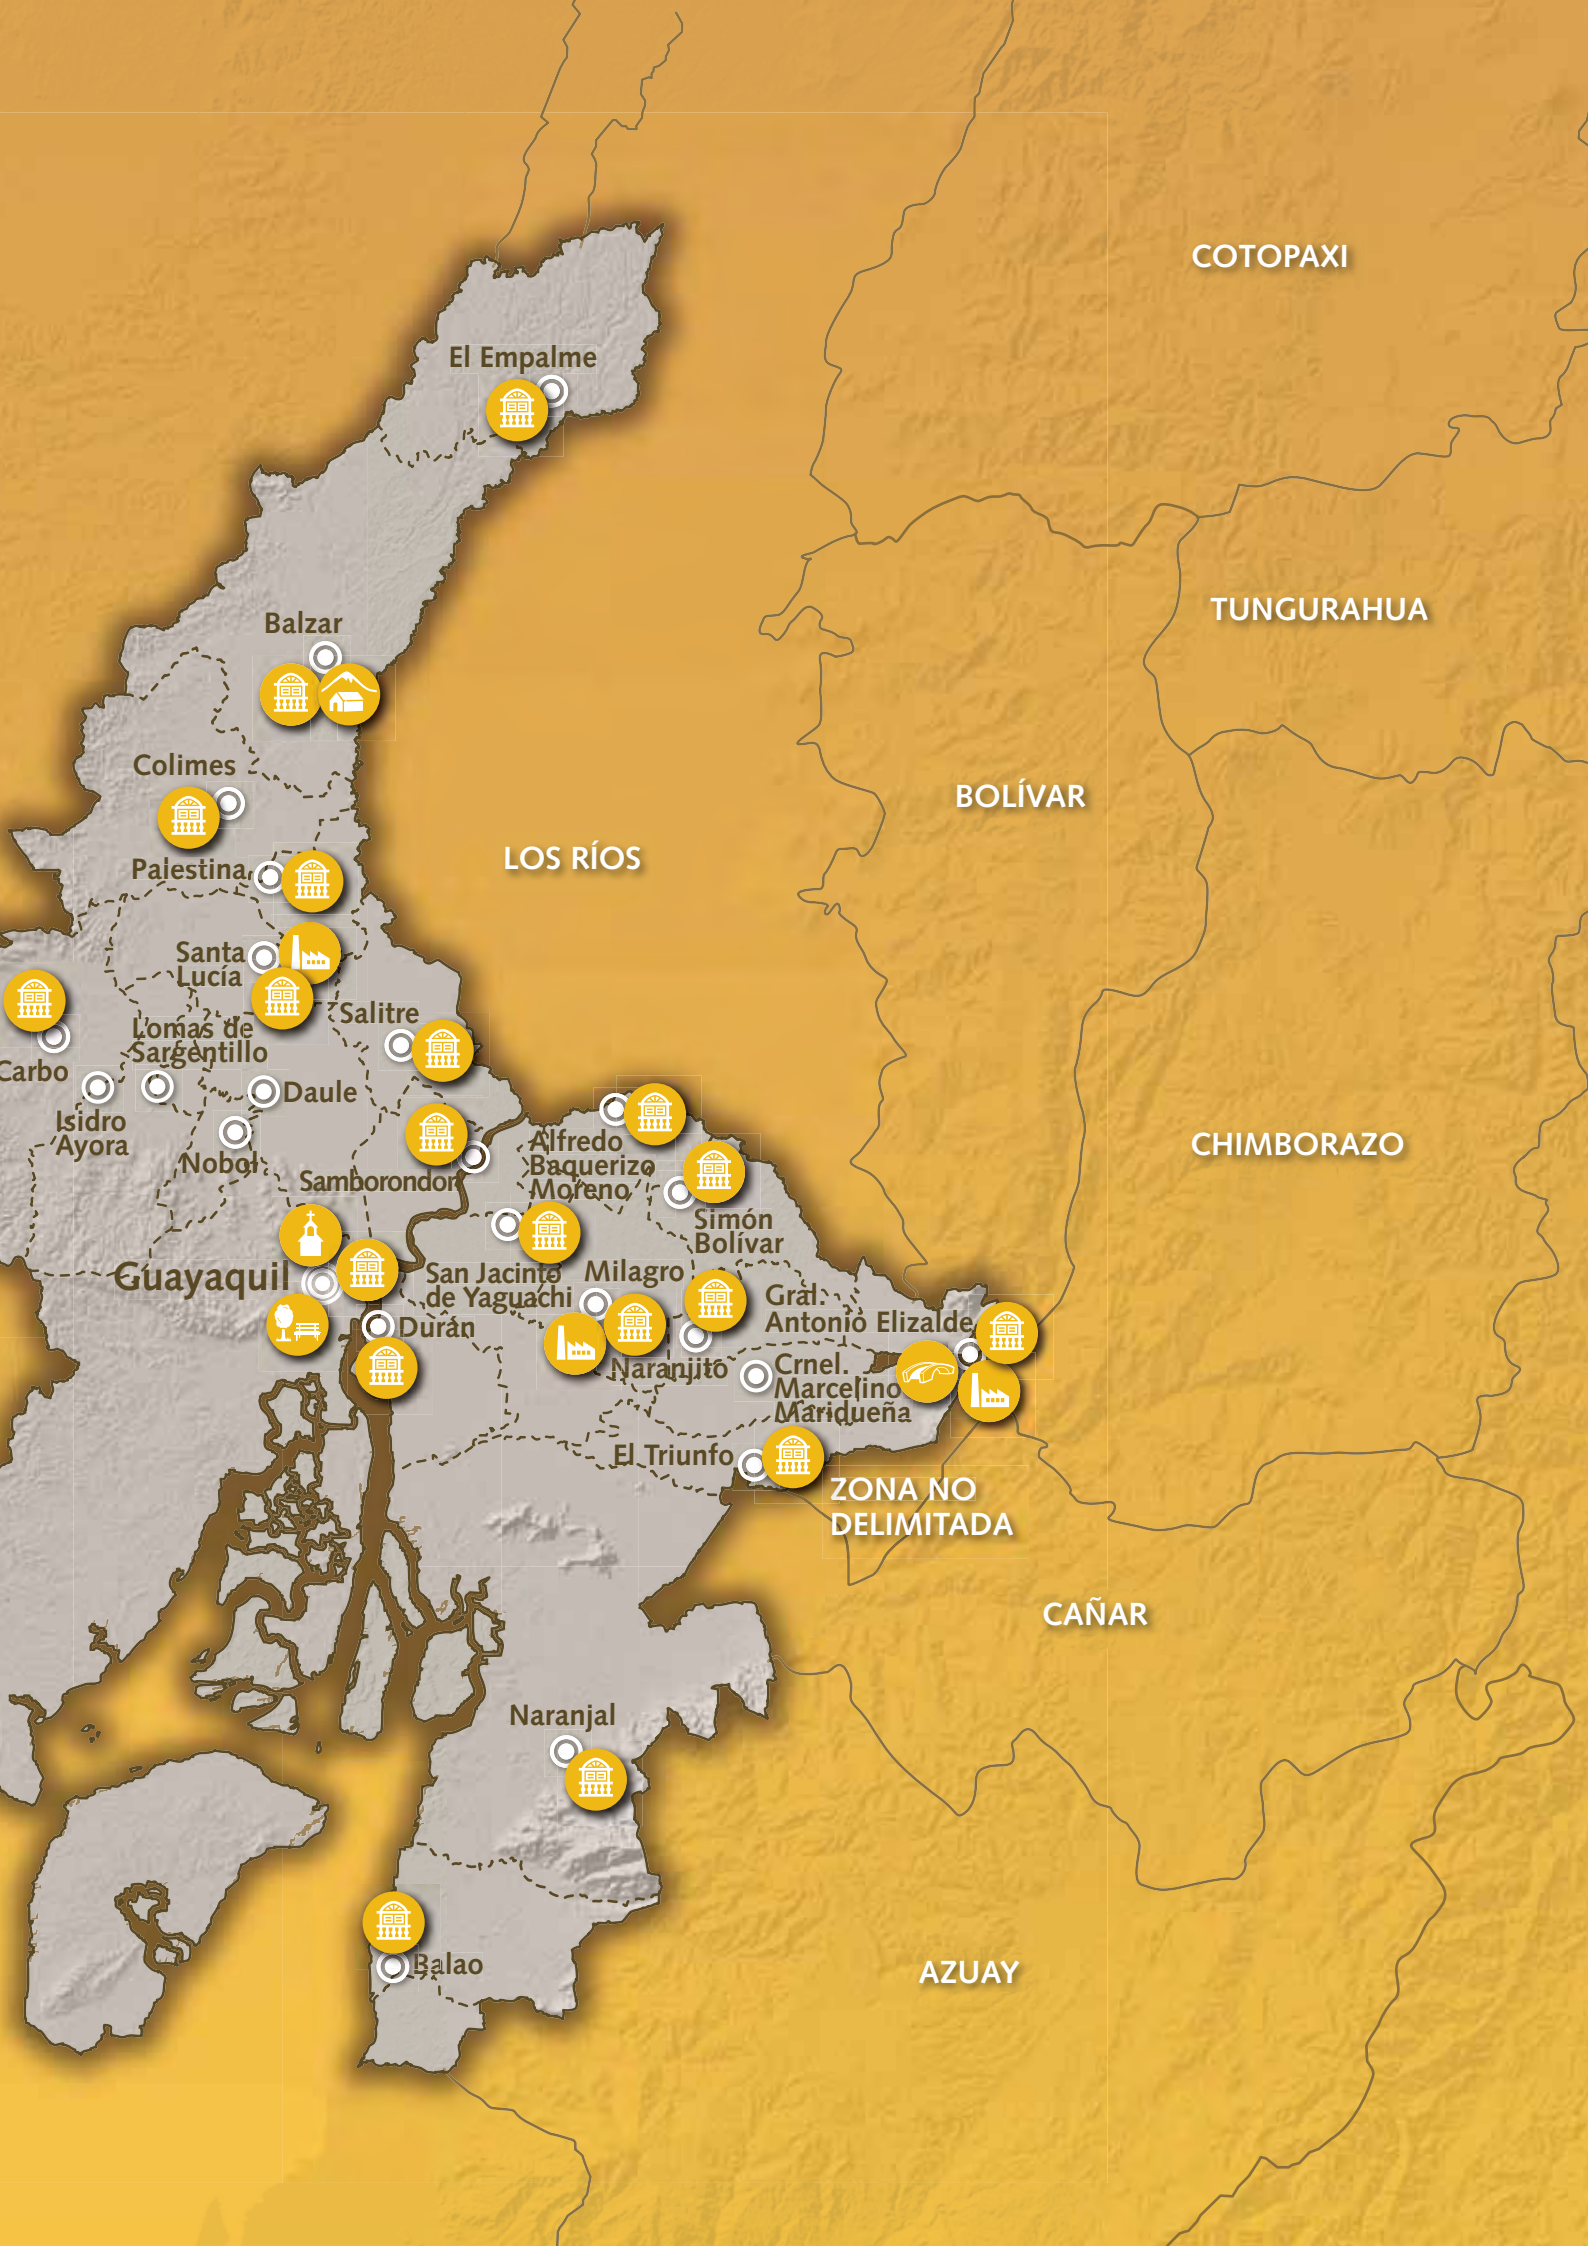 COTOPAXI
El Empalme
TUNGURAHUA
Balzar
Colimes
BOLÍVAR
LOS RÍOS
Palestina
Santa
Lucía
Salitre
Lomas de
Sargentillo
Carbo
Daule
Isidro
Ayora
Nobol
Samborondon
Alfredo
Baquerizo
Moreno
CHIMBORAZO
Simón
Bolívar
Guayaquil
San Jacinto
de Yaguachi
Milagro
Gral.
Antonio Elizalde
Durán
Naranjito
Crnel.
Marcelino
Maridueña
El Triunfo
ZONA NO
DELIMITADA
CAÑAR
Naranjal
Balao
AZUAY